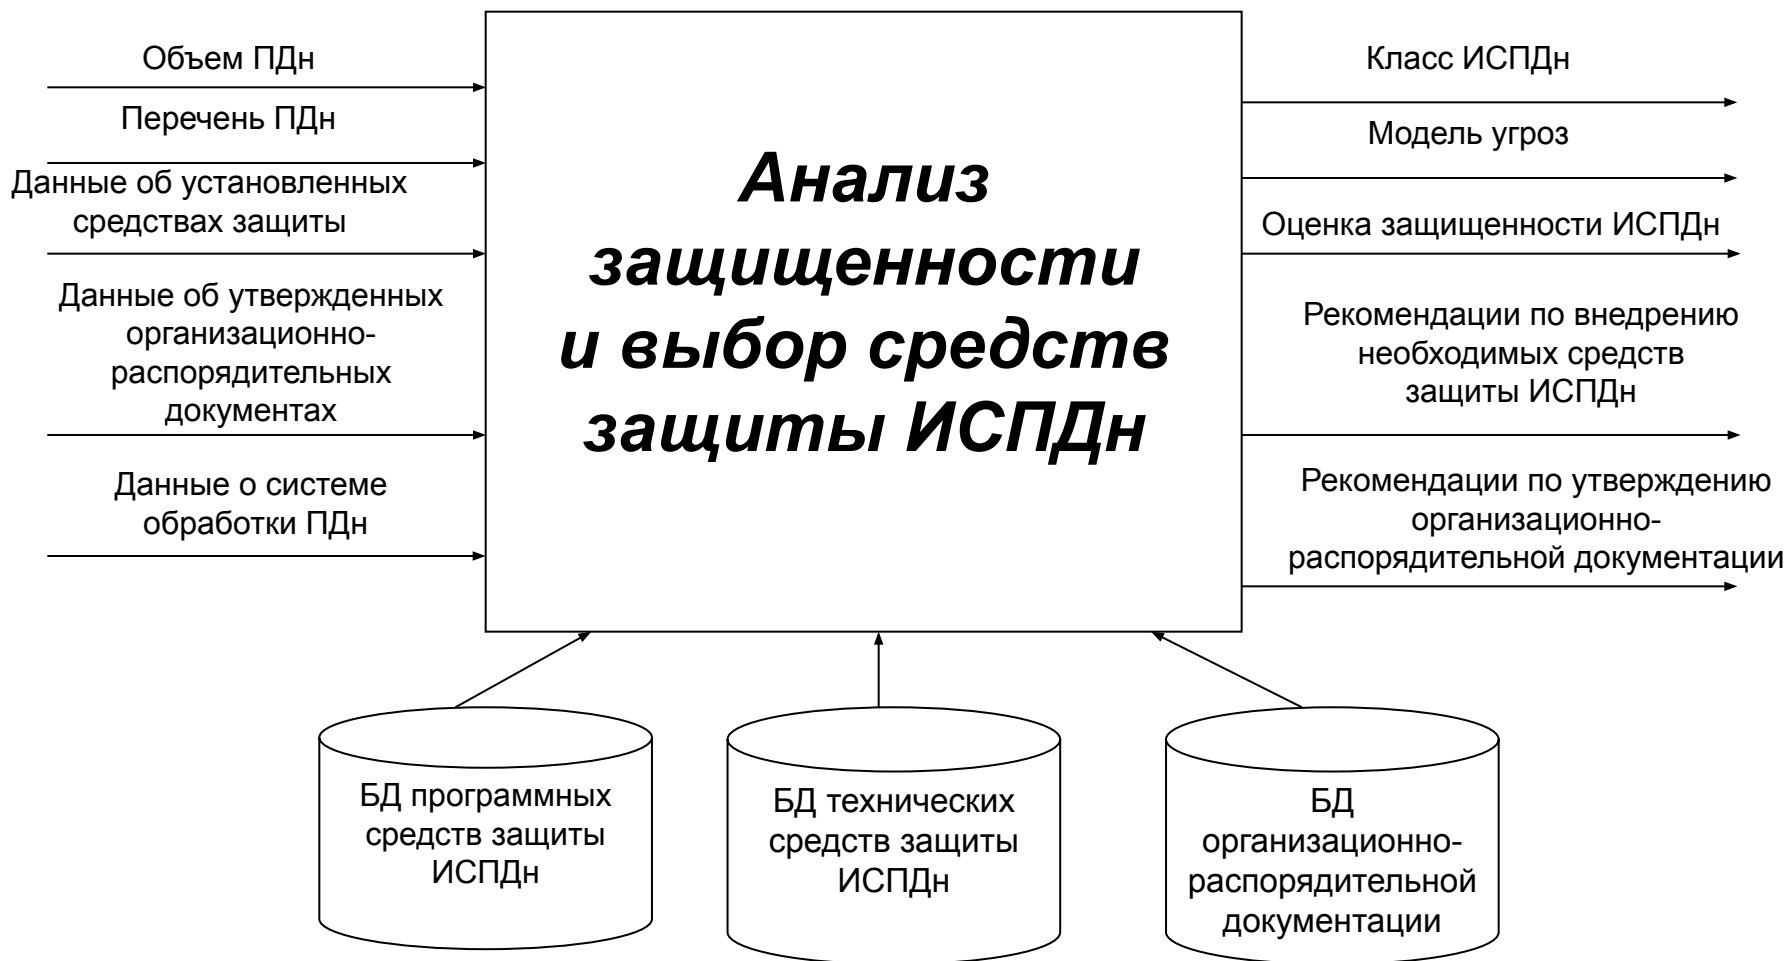 Объем ПДн
Перечень ПДн
Данные об установленных
средствах защиты
Данные об утвержденных
организационно-
распорядительных
документах
Данные о системе
обработки ПДн
Анализ
защищенности
и выбор средств
защиты ИСПДн
Класс ИСПДн
Модель угроз
Оценка защищенности ИСПДн
Рекомендации по внедрению
необходимых средств
защиты ИСПДн
Рекомендации по утверждению
организационно-
распорядительной документации
БД программных
средств защиты
ИСПДн
БД технических
средств защиты
ИСПДн
БД
организационно-
распорядительной
документации